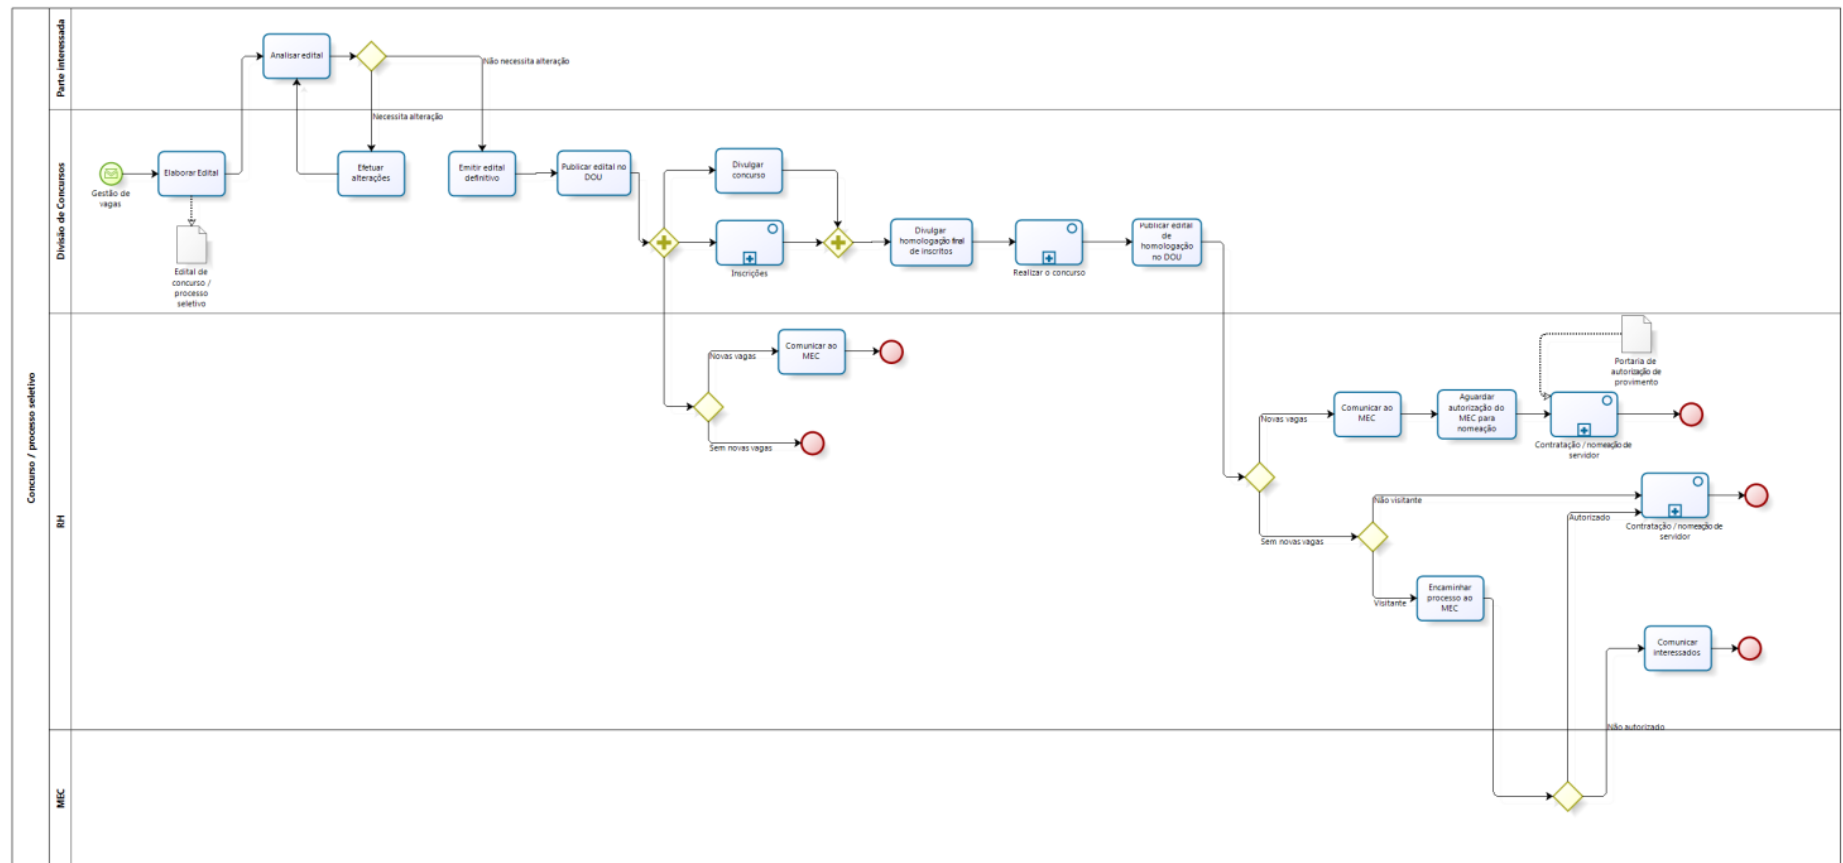 Concurso / processo seletivo
Parte interessada
Analisar edital
Não necessita alteração
Necessita alteração
Divisão de Concursos
Gestão de
vagas
Elaborar Edital
Edital de
concurso /
processo
seletivo
Efetuar
alterações
Emitir edital
definitivo
Publicar edital no
DOU
Divulgar
concurso
Inscrições
Divulgar
homologação final
de inscritos
Realizar o concurso
Publicar edital
de
homologação
no DOU
RH
Novas vagas
Comunicar ao
MEC
Sem novas vagas
Novas vagas
Comunicar ao
MEC
Aguardar
autorização do
MEC para
nomeação
Portaria de
autorização de
provimento
Contratação / nomeação de
servidor
Sem novas vagas
Não visitante
Autorizado
Contratação / nomeação de
servidor
Visitante
Encaminhar
processo ao
MEC
Comunicar
interessados
Não autorizado
MEC